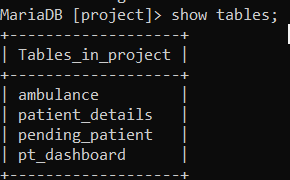 MariaDB [project]> show tables;
+-------------------+
| Tables_in_project |
+-------------------+
| ambulance         |
| patient_details   |
| pending_patient   |
| pt_dashboard      |
+-------------------+